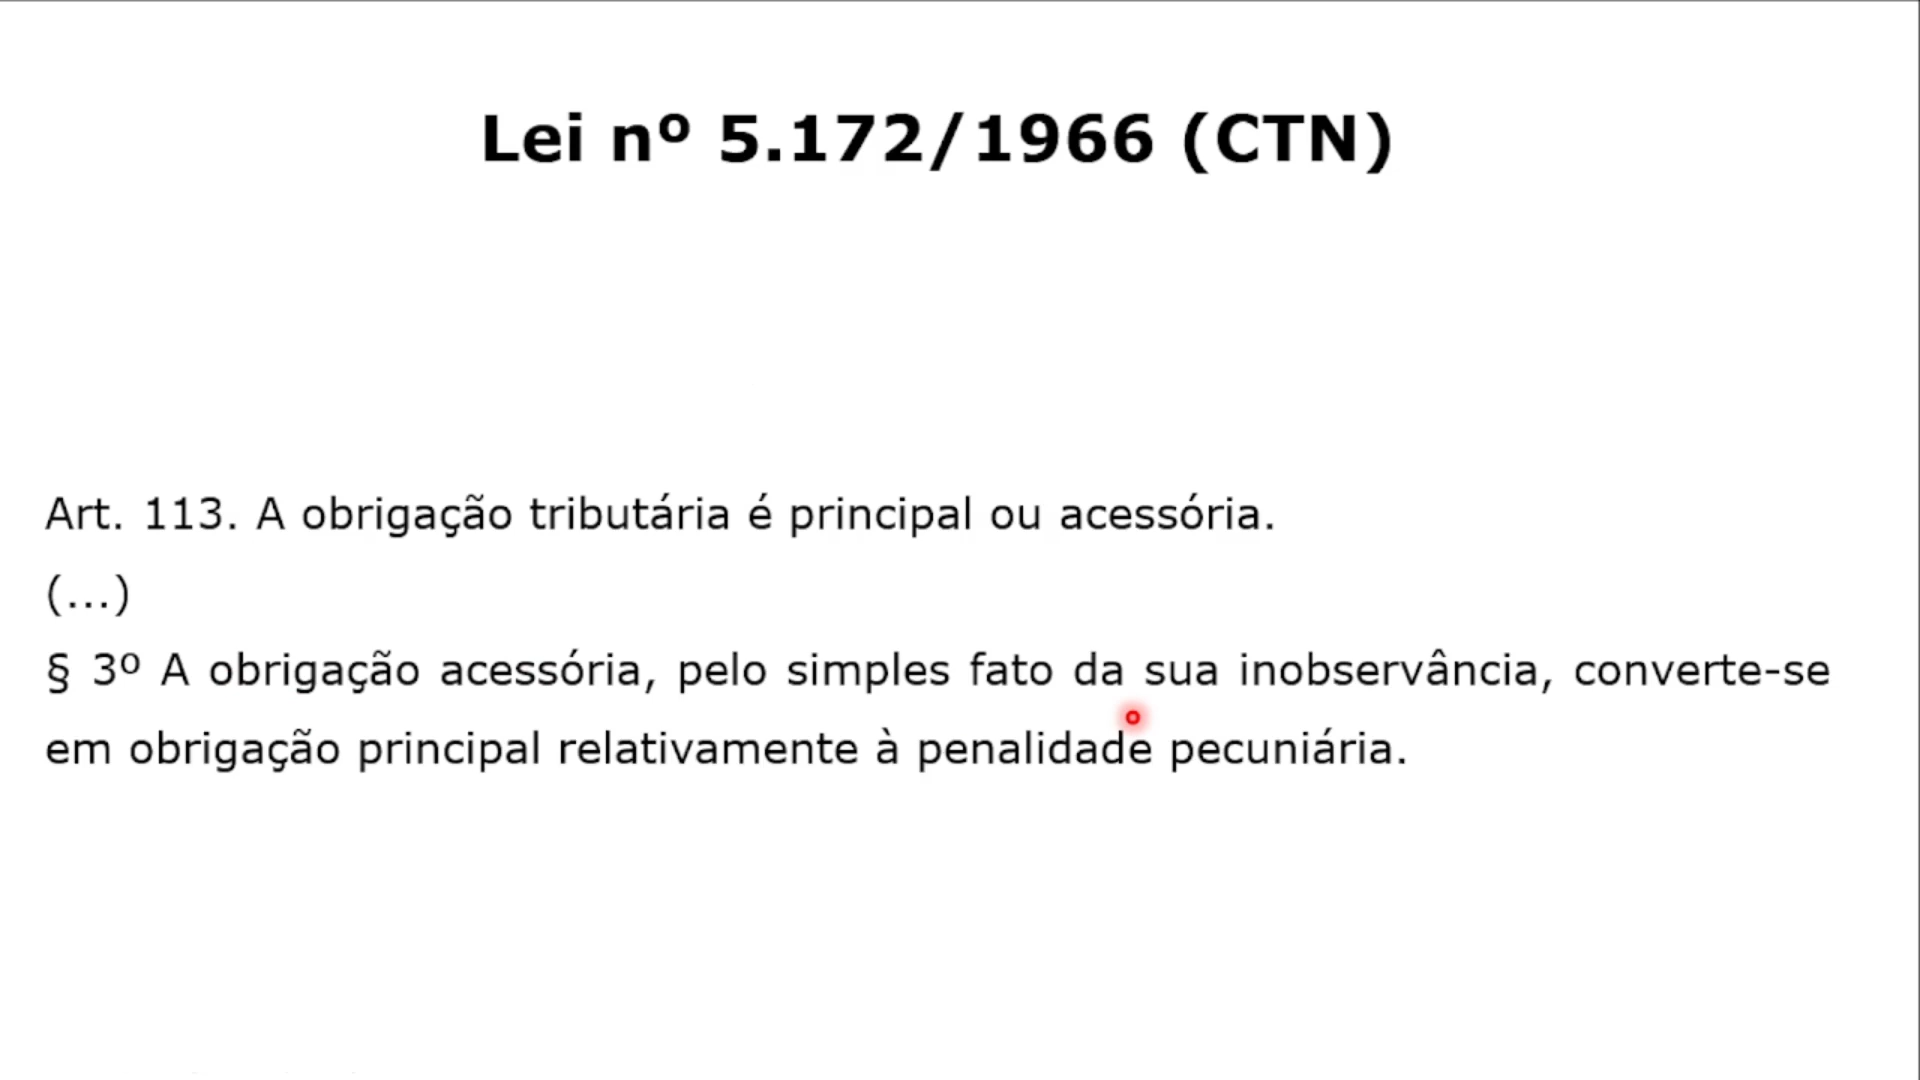 Lei nº 5.172/1966 (CTN)
Art. 113. A obrigação tributária é principal ou acessória.
(...)
§ 3º A obrigação acessória, pelo simples fato da sua inobservância, converte-se
em obrigação principal relativamente à penalidade pecuniária.